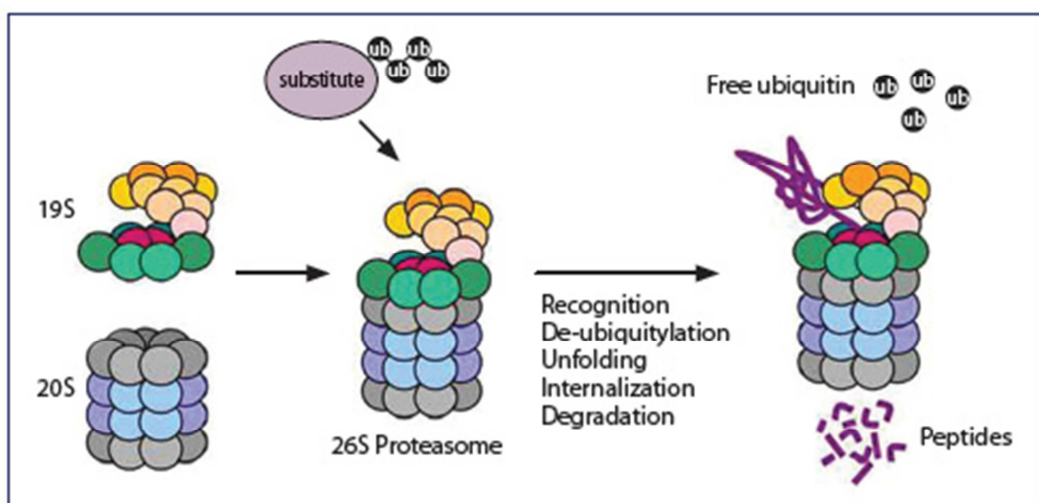 substitute
ub
ub
ub
ub
Free ubiquitin
ub
ub
ub
ub
19S
20S
26S Proteasome
Recognition
De-ubiquitylation
Unfolding
Internalization
Degradation
Peptides